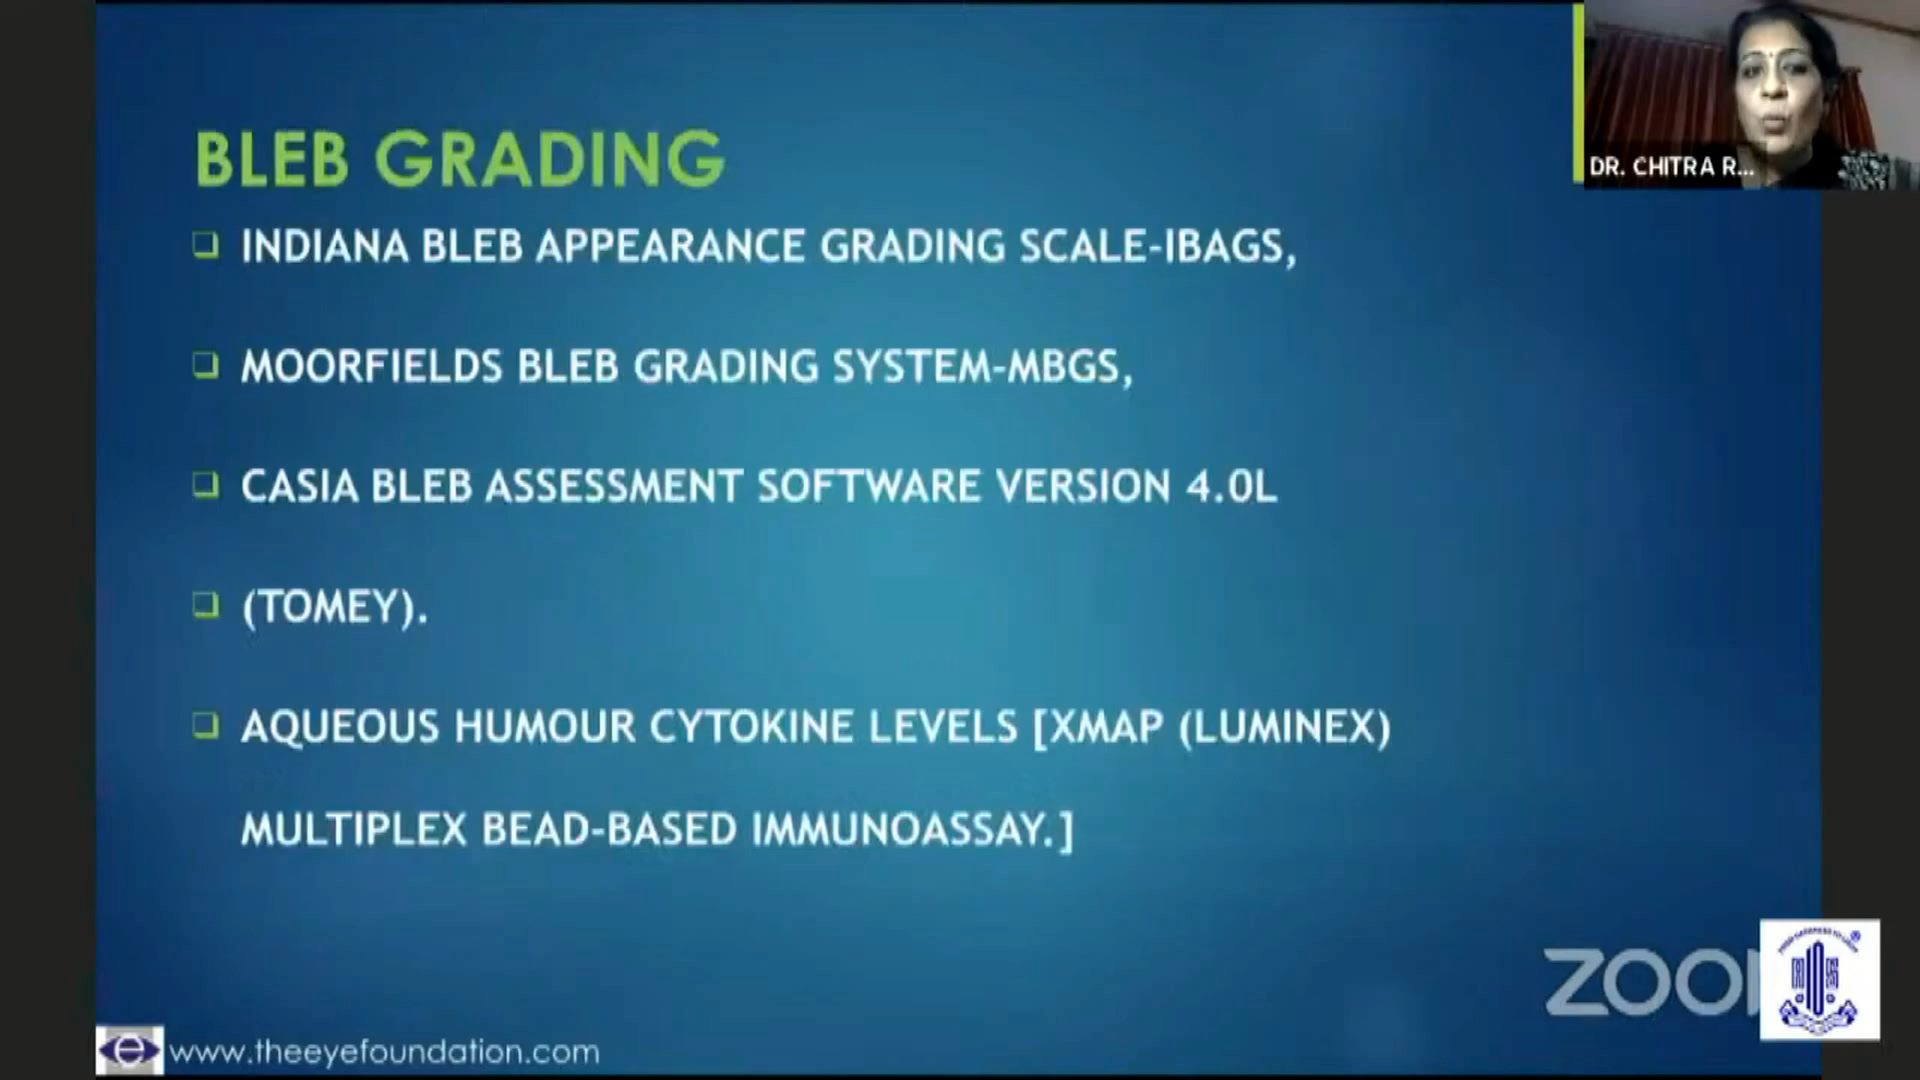 BLEB GRADING
INDIANA BLEB APPEARANCE GRADING SCALE-IBAGS,
MOORFIELDS BLEB GRADING SYSTEM-MBGS,
CASIA BLEB ASSESSMENT SOFTWARE VERSION 4.0L
(TOMEY).
AQUEOUS HUMOUR CYTOKINE LEVELS [XMAP (LUMINEX)
MULTIPLEX BEAD-BASED IMMUNOASSAY.]
DR. CHITRA R...
ZOO
www.theeyefoundation.com